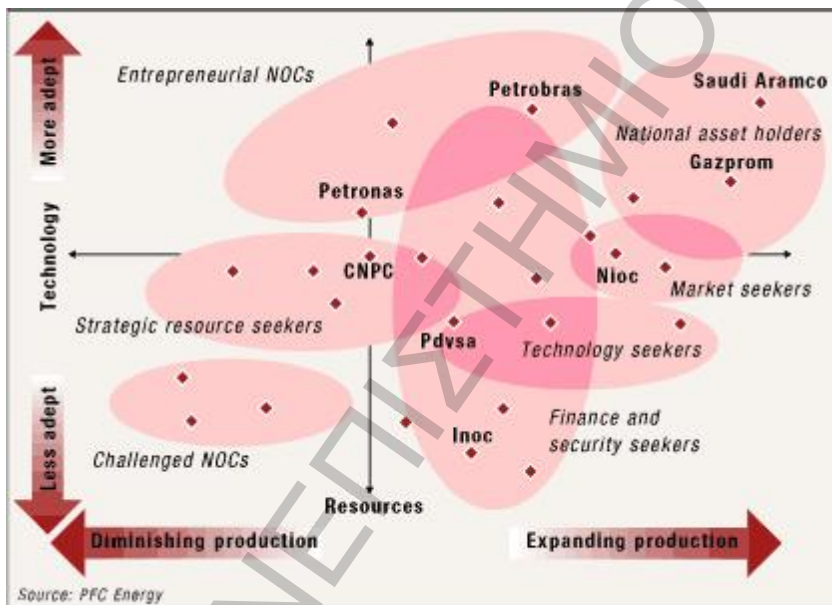 More adept
Entrepreneurial NOCs
Petrobras
Saudi Aramco
National asset holders
Gazprom
Petronas
Technology
CNPC
Nioc
Market seekers
Strategic resource seekers
Pdvsa
Technology seekers
Less adept
Challenged NOCs
Inoc
Finance and
security seekers
Resources
Diminishing production
Expanding production
Source: PFC Energy
ΝΕΠΙΣΤΗΜΙΟ